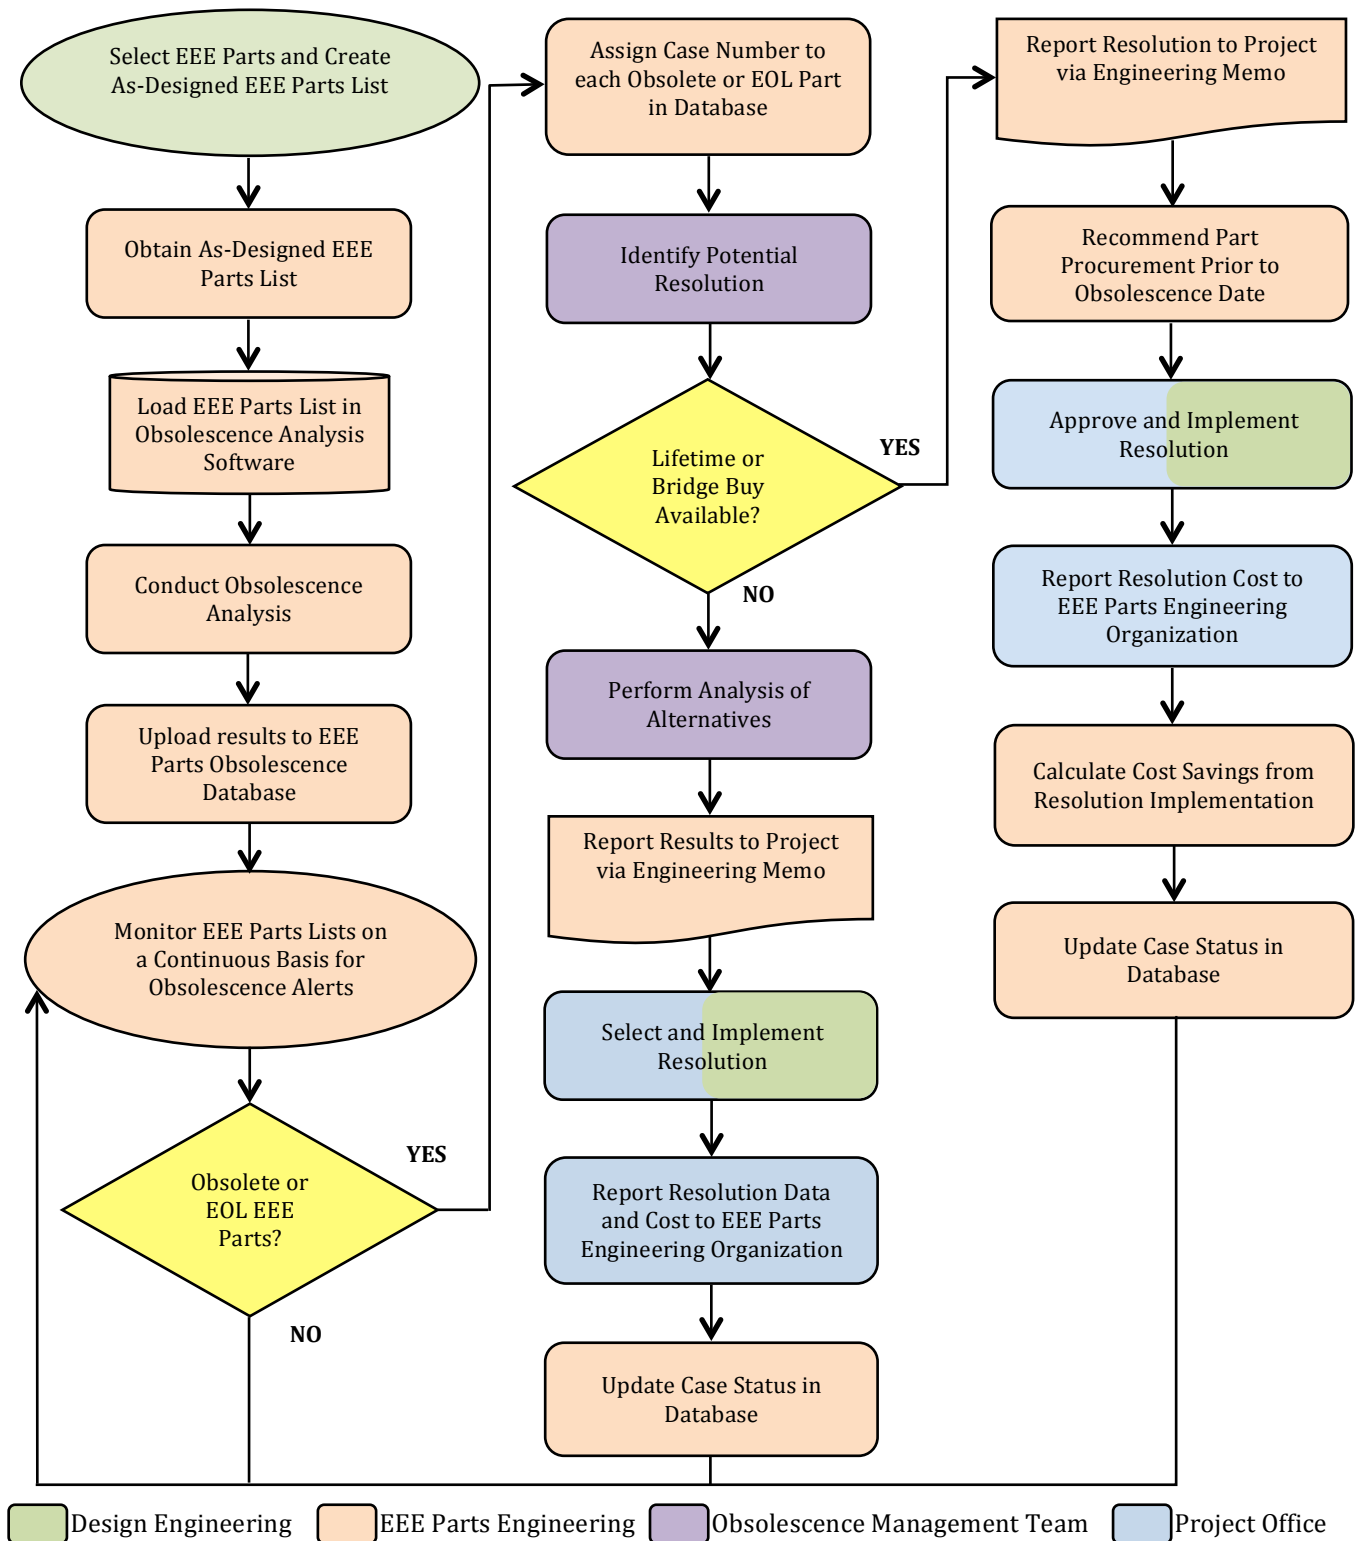 Select EEE Parts and Create
As-Designed EEE Parts List
Obtain As-Designed EEE
Parts List
Load EEE Parts List in
Obsolescence Analysis
Software
Conduct Obsolescence
Analysis
Upload results to EEE
Parts Obsolescence
Database
Monitor EEE Parts Lists on
a Continuous Basis for
Obsolescence Alerts
Obsolete or
EOL EEE
Parts?
YES
NO
Assign Case Number to
each Obsolete or EOL Part
in Database
Identify Potential
Resolution
Lifetime or
Bridge Buy
Available?
YES
NO
Perform Analysis of
Alternatives
Report Results to Project
via Engineering Memo
Select and Implement
Resolution
Report Resolution Data
and Cost to EEE Parts
Engineering Organization
Update Case Status in
Database
Report Resolution to Project
via Engineering Memo
Recommend Part
Procurement Prior to
Obsolescence Date
Approve and Implement
Resolution
Report Resolution Cost to
EEE Parts Engineering
Organization
Calculate Cost Savings from
Resolution Implementation
Update Case Status in
Database
Design Engineering
EEE Parts Engineering
Obsolescence Management Team
Project Office